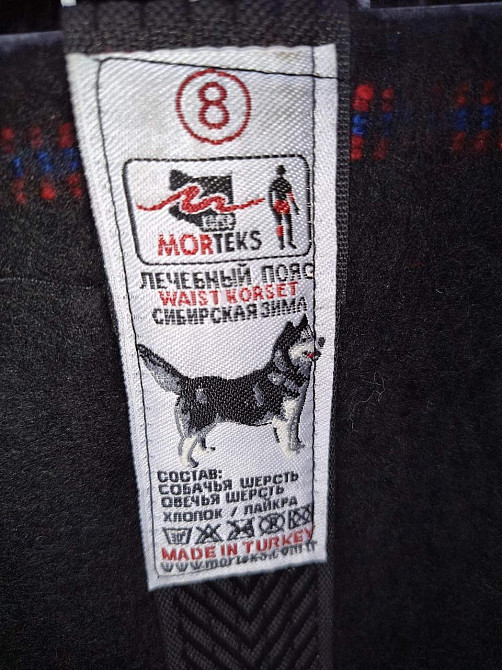 8
MORTEKS
ЛЕЧЕБНЫЙ ПОЯС
WAIST KORSET
СИБИРСКАЯ ЗИМА
СОСТАВ:
СОБАЧЬЯ ШЕРСТЬ
ОВЕЧЬЯ ШЕРСТЬ
ХЛОПОК / ЛАЙКРА
MADE IN TURKEY
www.morteks.com.tr